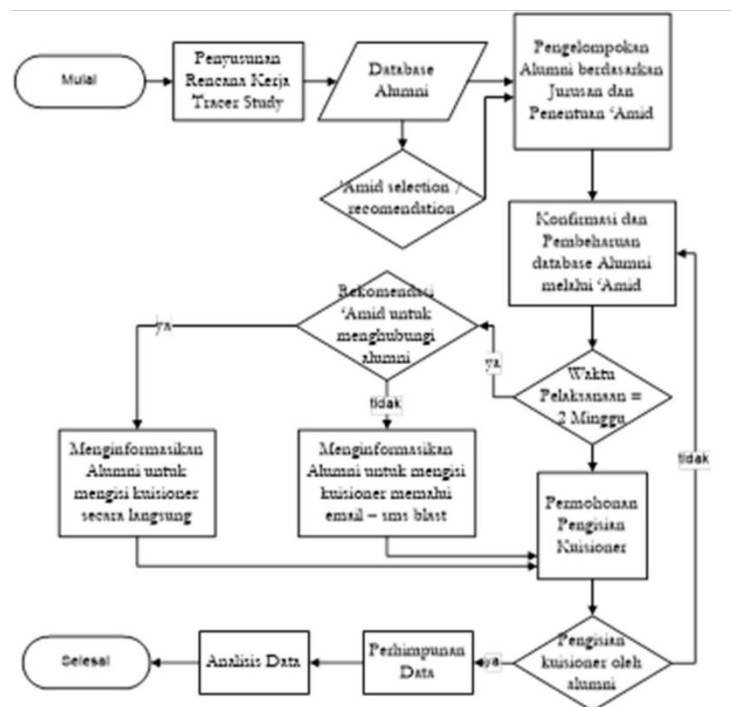 Mulai
Penyusunan
Rencana Kerja
Tracer Study
Database
Alumni
Pengelompokan
Alumni berdasarkan
Jurusan dan
Penentuan ‘Amid
‘Amid selection /
recomendation
Konfirmasi dan
Pembeharuan
database Alumni
melalui ‘Amid
Rekomendasi
‘Amid untuk
menghubungi
alumni
ya
ya
Waktu
Pelaksanaan =
2 Minggu
tidak
tidak
Menginformasikan
Alumni untuk
mengisi kuisioner
secara langsung
Menginformasikan
Alumni untuk mengisi
kuisioner memalui
email – sms blast
Permohonan
Pengisian
Kuisioner
Pengisian
kuisioner oleh
alumni
ya
Perhimpunan
Data
Analisis Data
Selesai